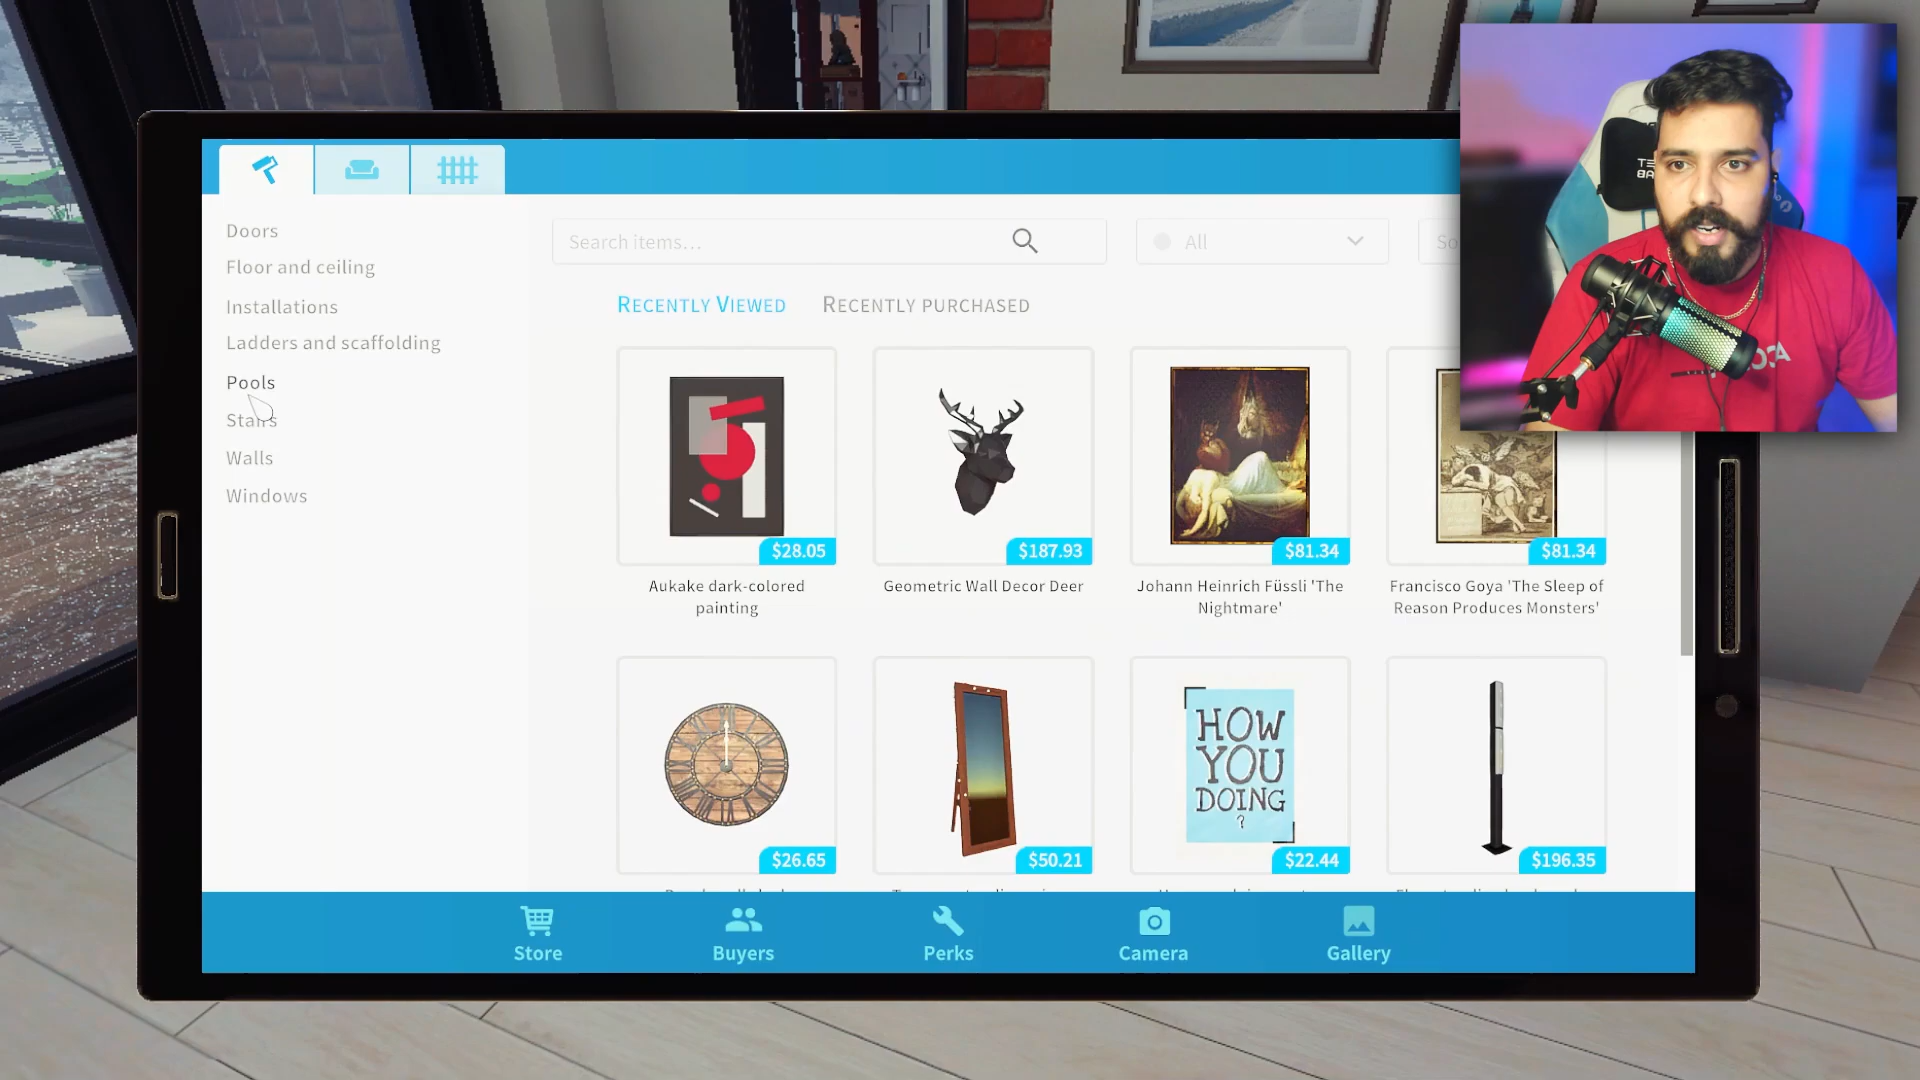 Doors
Floor and ceiling
Installations
Ladders and scaffolding
Pools
Stairs
Walls
Windows
Search items...
All
So
RECENTLY VIEWED
RECENTLY PURCHASED
$28.05
$187.93
$81.34
$81.34
Aukake dark-colored
painting
Geometric Wall Decor Deer
Johann Heinrich Füssli 'The
Nightmare'
Francisco Goya 'The Sleep of
Reason Produces Monsters'
HOW
YOU
DOING
?
$26.65
$50.21
$22.44
$196.35
Store
Buyers
Perks
Camera
Gallery